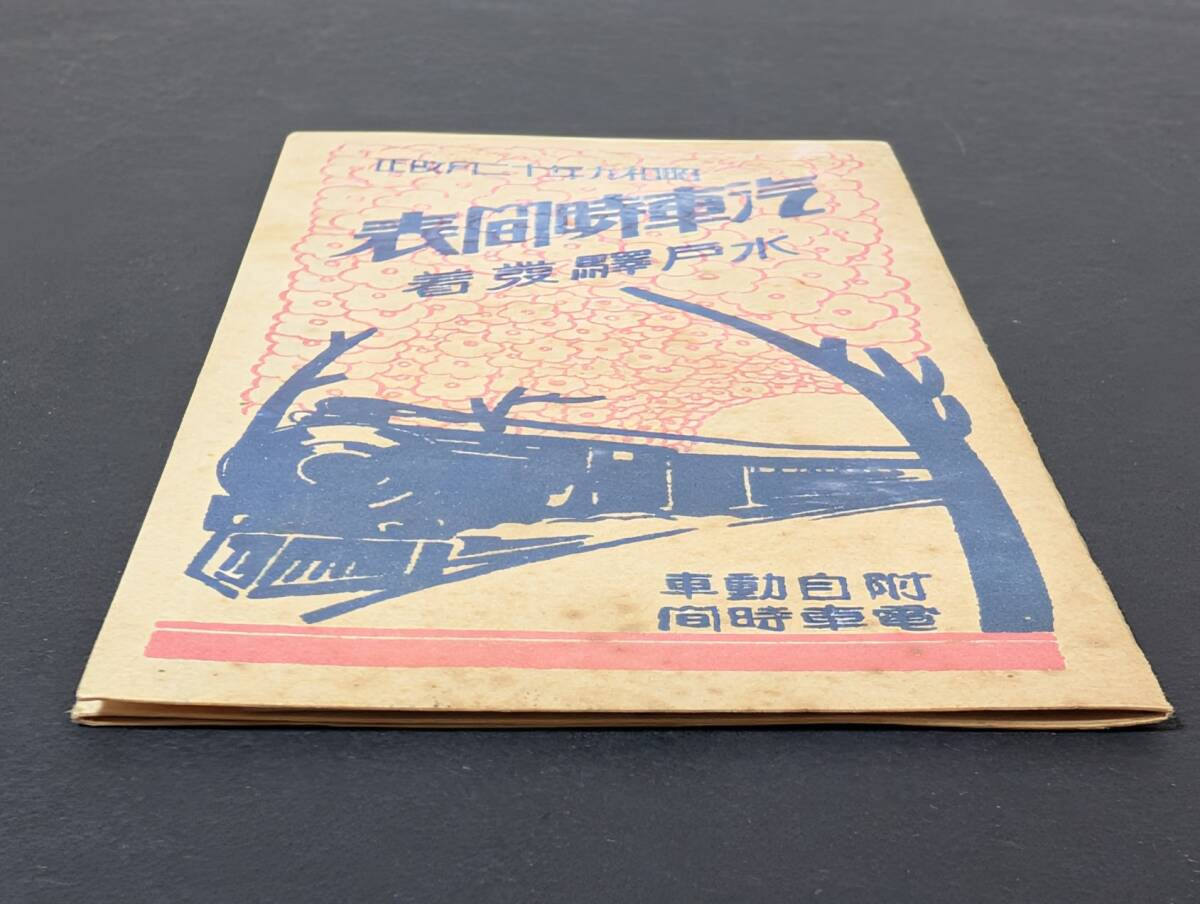 昭和九年十二月改正
汽車時間表
水戸驛發着
附自動車
電車時間